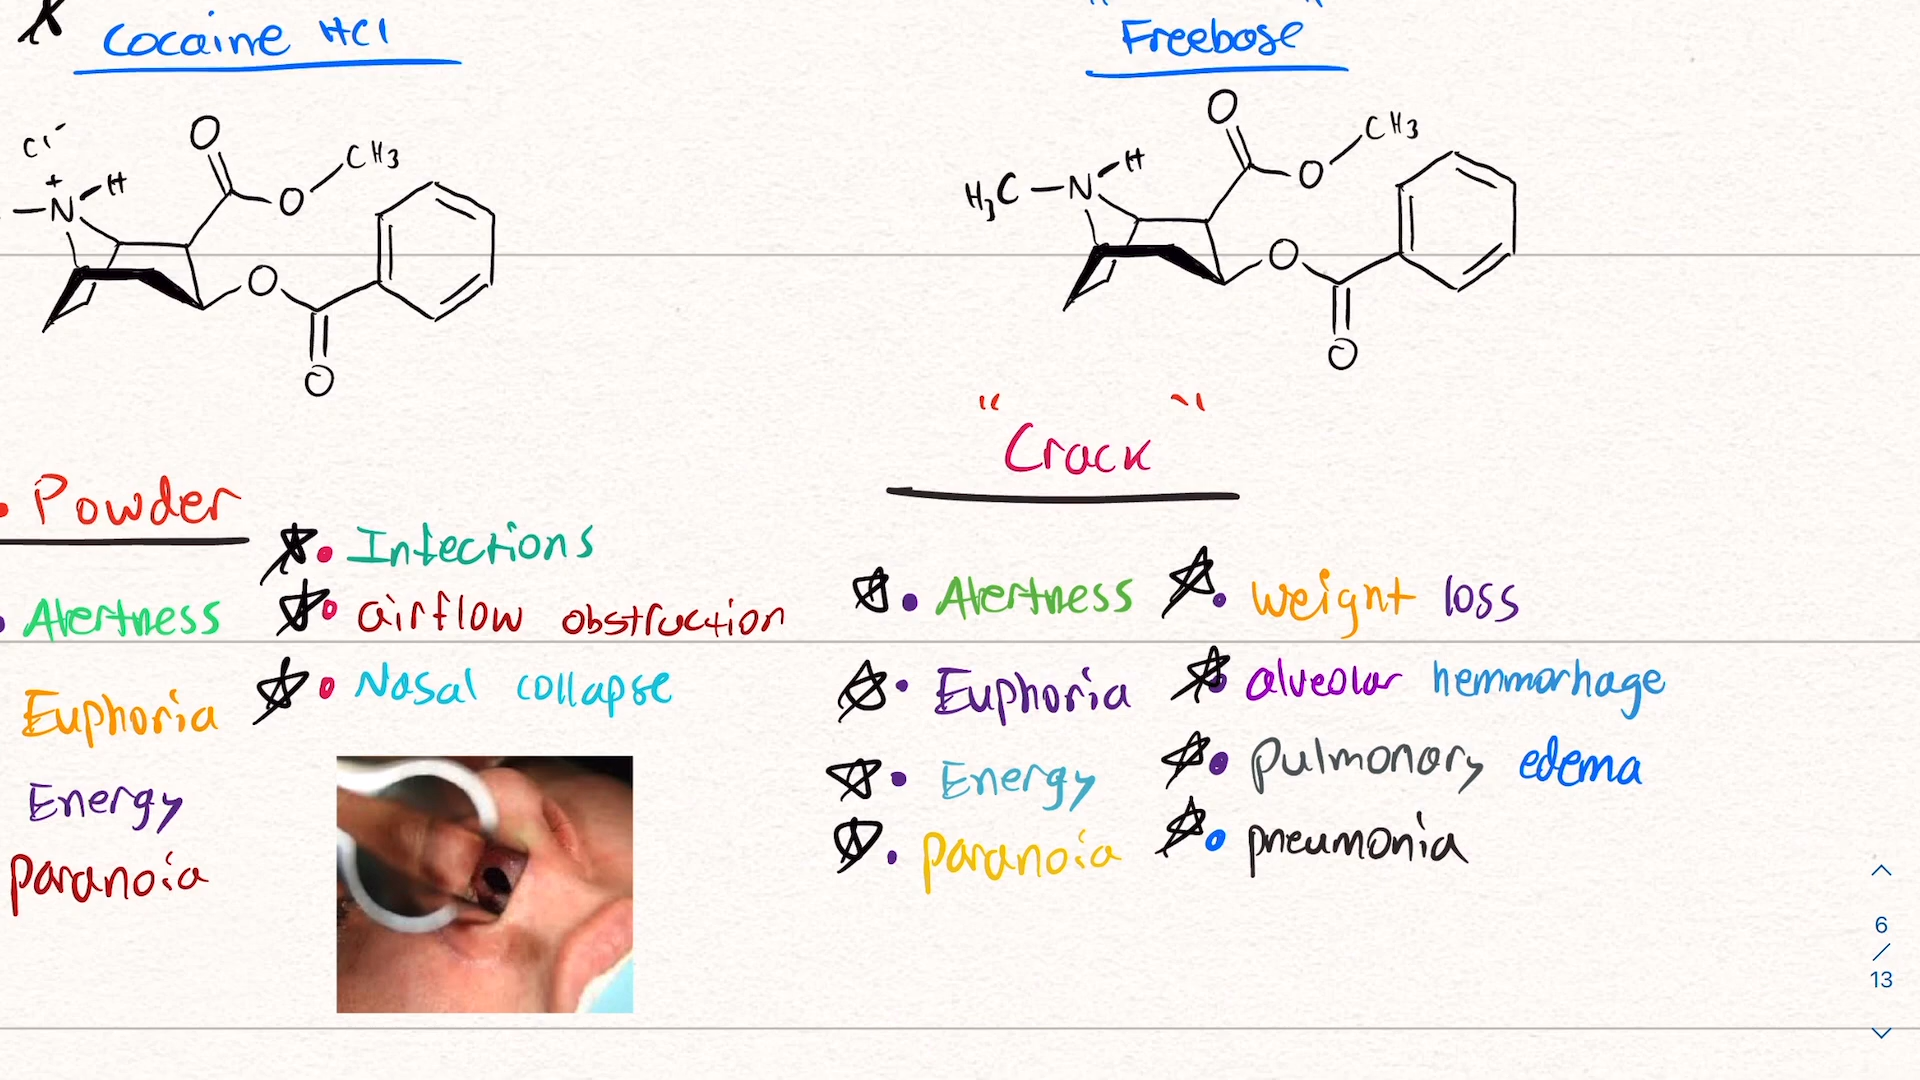 Cocaine HCl
Cl⁻
+
N H
O
O
CH3
O
O
"Freebase"
H3C N H
O
O
CH3
O
O
• Powder
• Alertness
Euphoria
Energy
Paranoia
• Infections
• airflow obstruction
• Nasal collapse
"Crack"
• Alertness
• Euphoria
• Energy
• paranoia
• weight loss
• alveolar hemmorhage
• pulmonary edema
• pneumonia
6
/
13